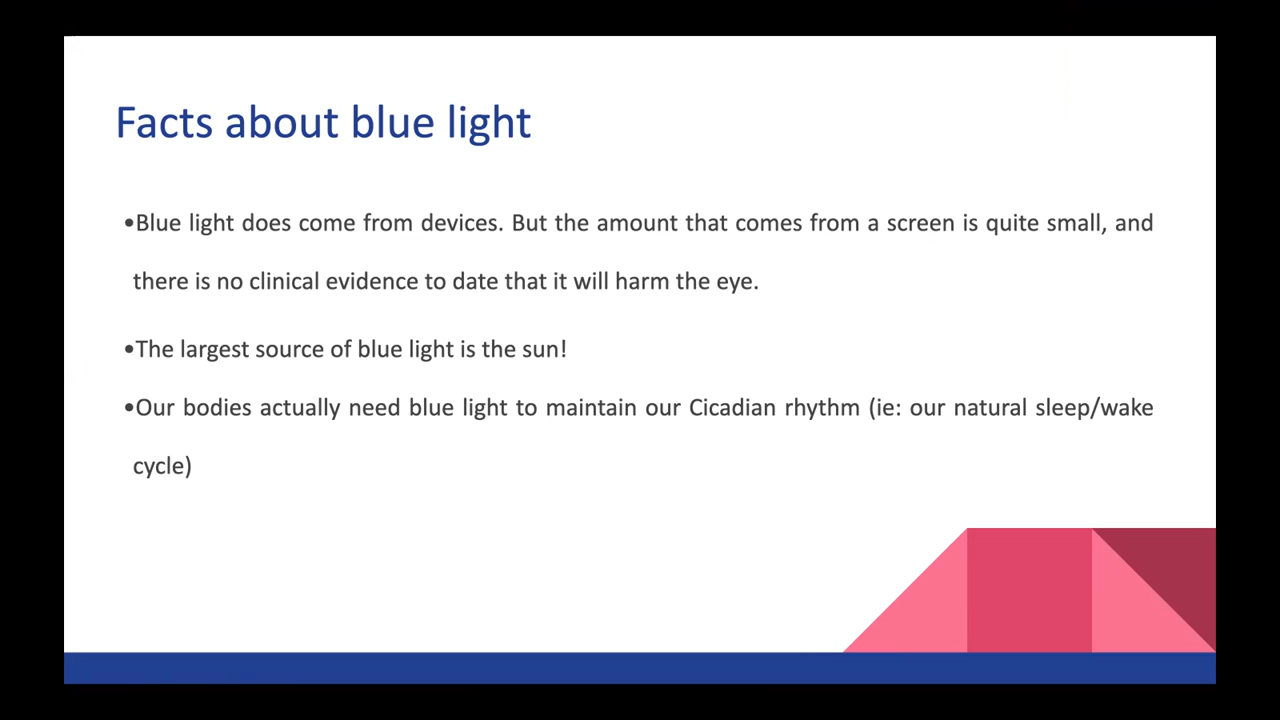 Facts about blue light
•Blue light does come from devices. But the amount that comes from a screen is quite small, and
there is no clinical evidence to date that it will harm the eye.
•The largest source of blue light is the sun!
•Our bodies actually need blue light to maintain our Cicadian rhythm (ie: our natural sleep/wake
cycle)